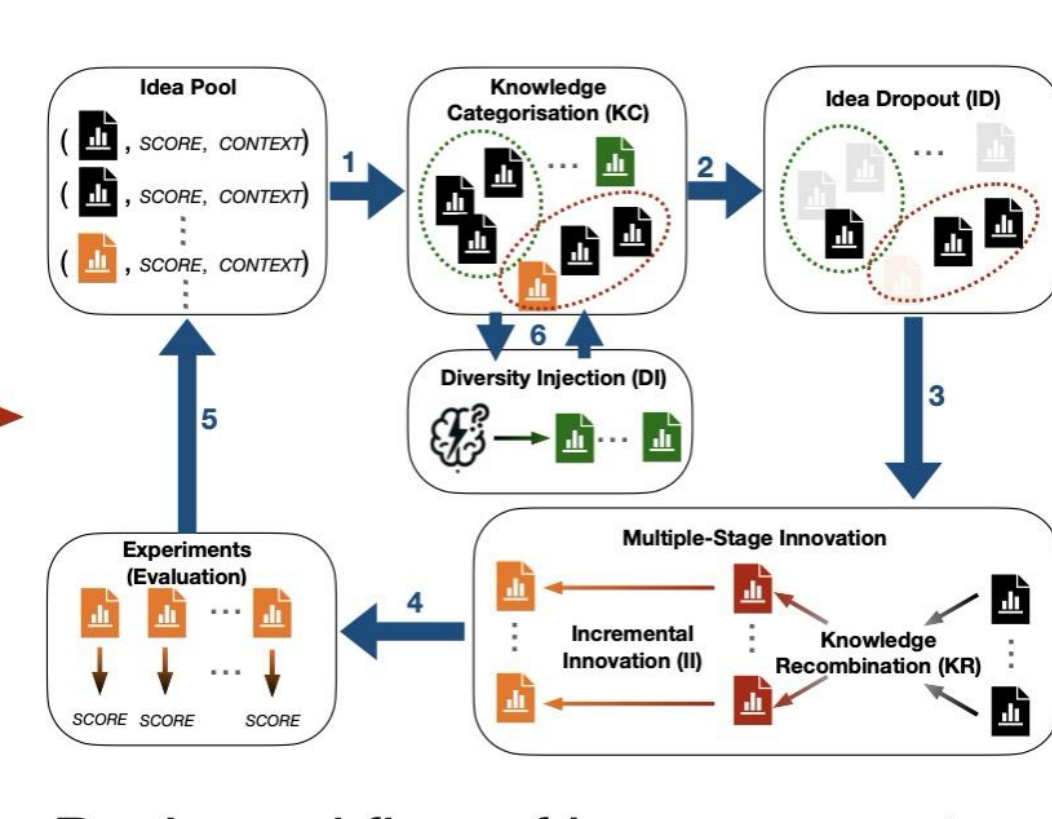 Idea Pool
( , SCORE, CONTEXT)
( , SCORE, CONTEXT)
( , SCORE, CONTEXT)
1
Knowledge
Categorisation (KC)
...
2
Idea Dropout (ID)
...
6
Diversity Injection (DI)
?
...
3
5
Experiments
(Evaluation)
...
...
SCORE SCORE SCORE
4
Multiple-Stage Innovation
Incremental
Innovation (II)
Knowledge
Recombination (KR)